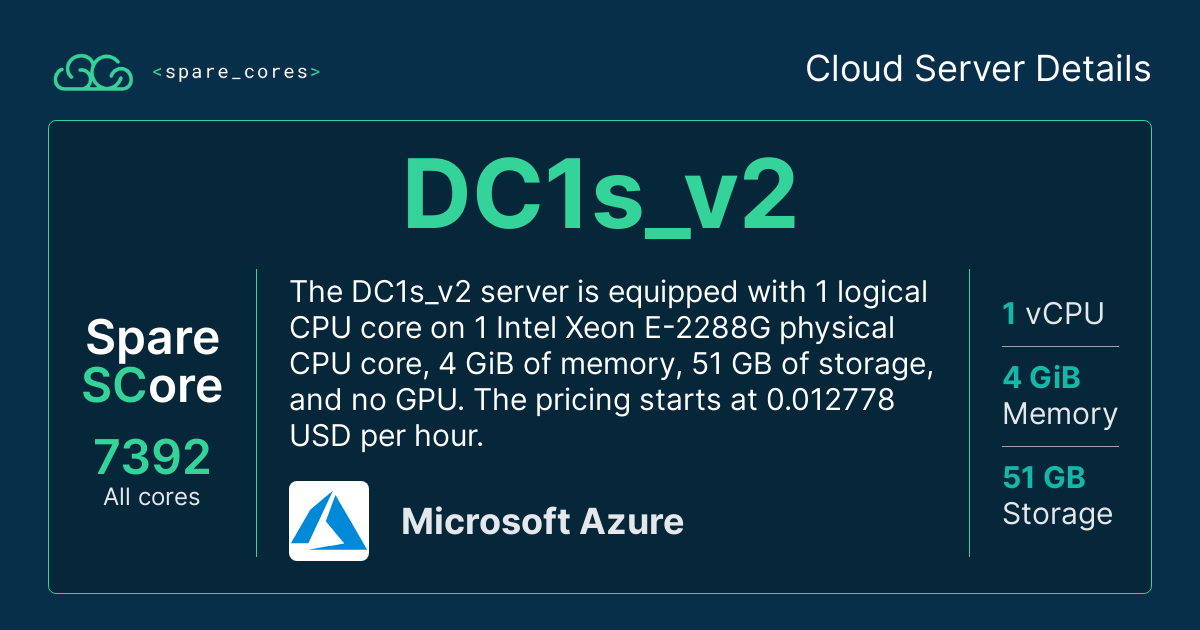 <spare_cores>
Cloud Server Details
DC1s_v2
Spare
SCore
7392
All cores
The DC1s_v2 server is equipped with 1 logical
CPU core on 1 Intel Xeon E-2288G physical
CPU core, 4 GiB of memory, 51 GB of storage,
and no GPU. The pricing starts at 0.012778
USD per hour.
Microsoft Azure
1 vCPU
4 GiB
Memory
51 GB
Storage